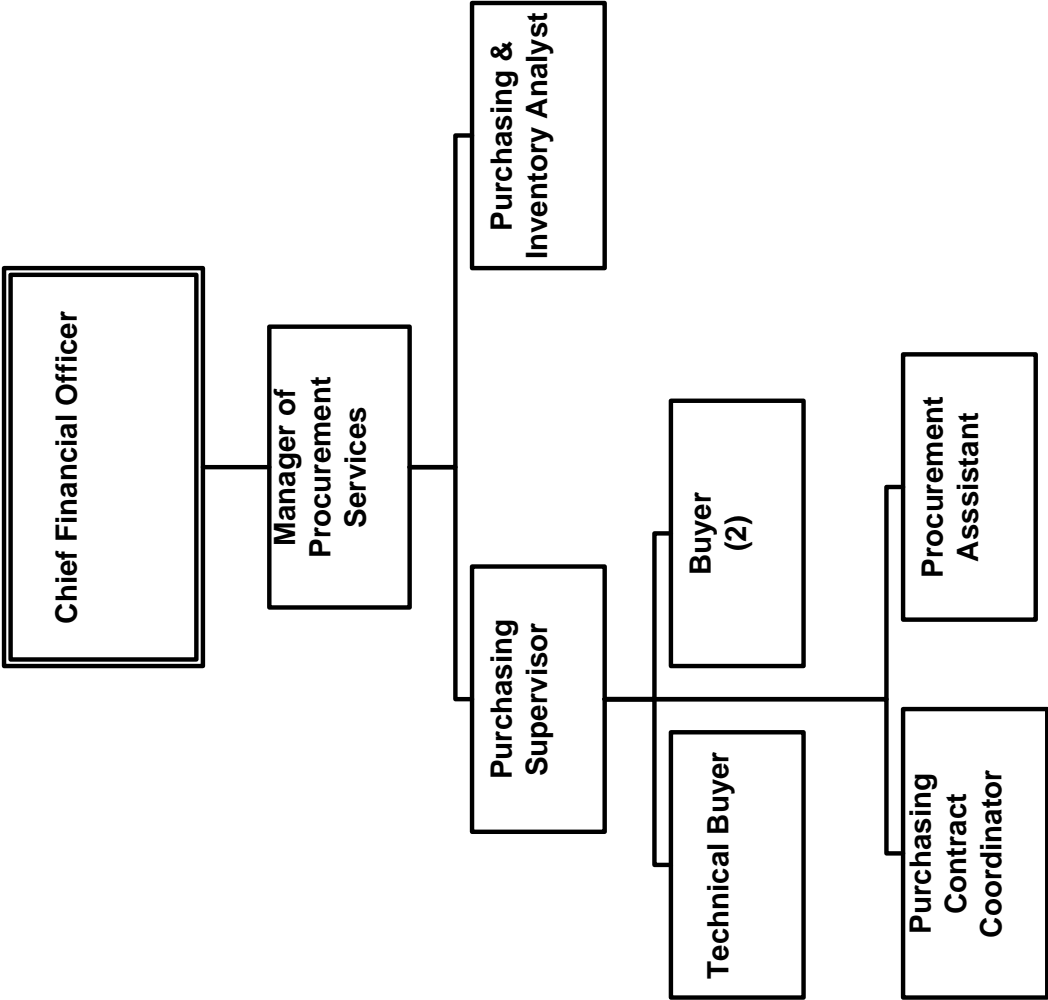 Chief Financial Officer
Manager of
Procurement
Services
Purchasing
Supervisor
Purchasing &
Inventory Analyst
Technical Buyer
Buyer
(2)
Purchasing
Contract
Coordinator
Procurement
Asssistant